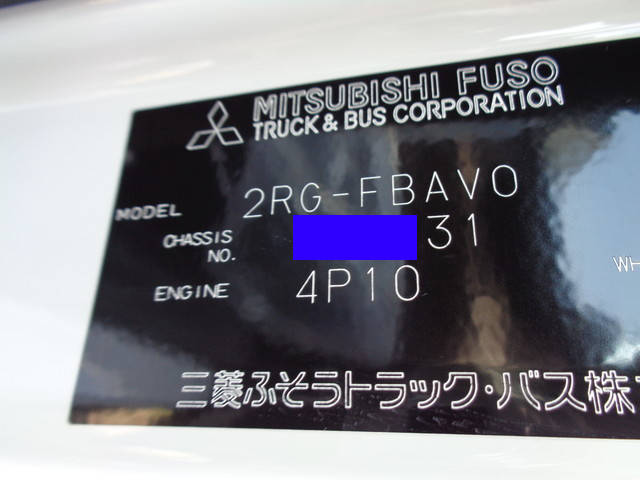 MITSUBISHI FUSO
TRUCK & BUS CORPORATION
MODEL 2RG-FBAV0
CHASSIS NO. 31
ENGINE 4P10
WH
三菱ふそうトラック・バス株